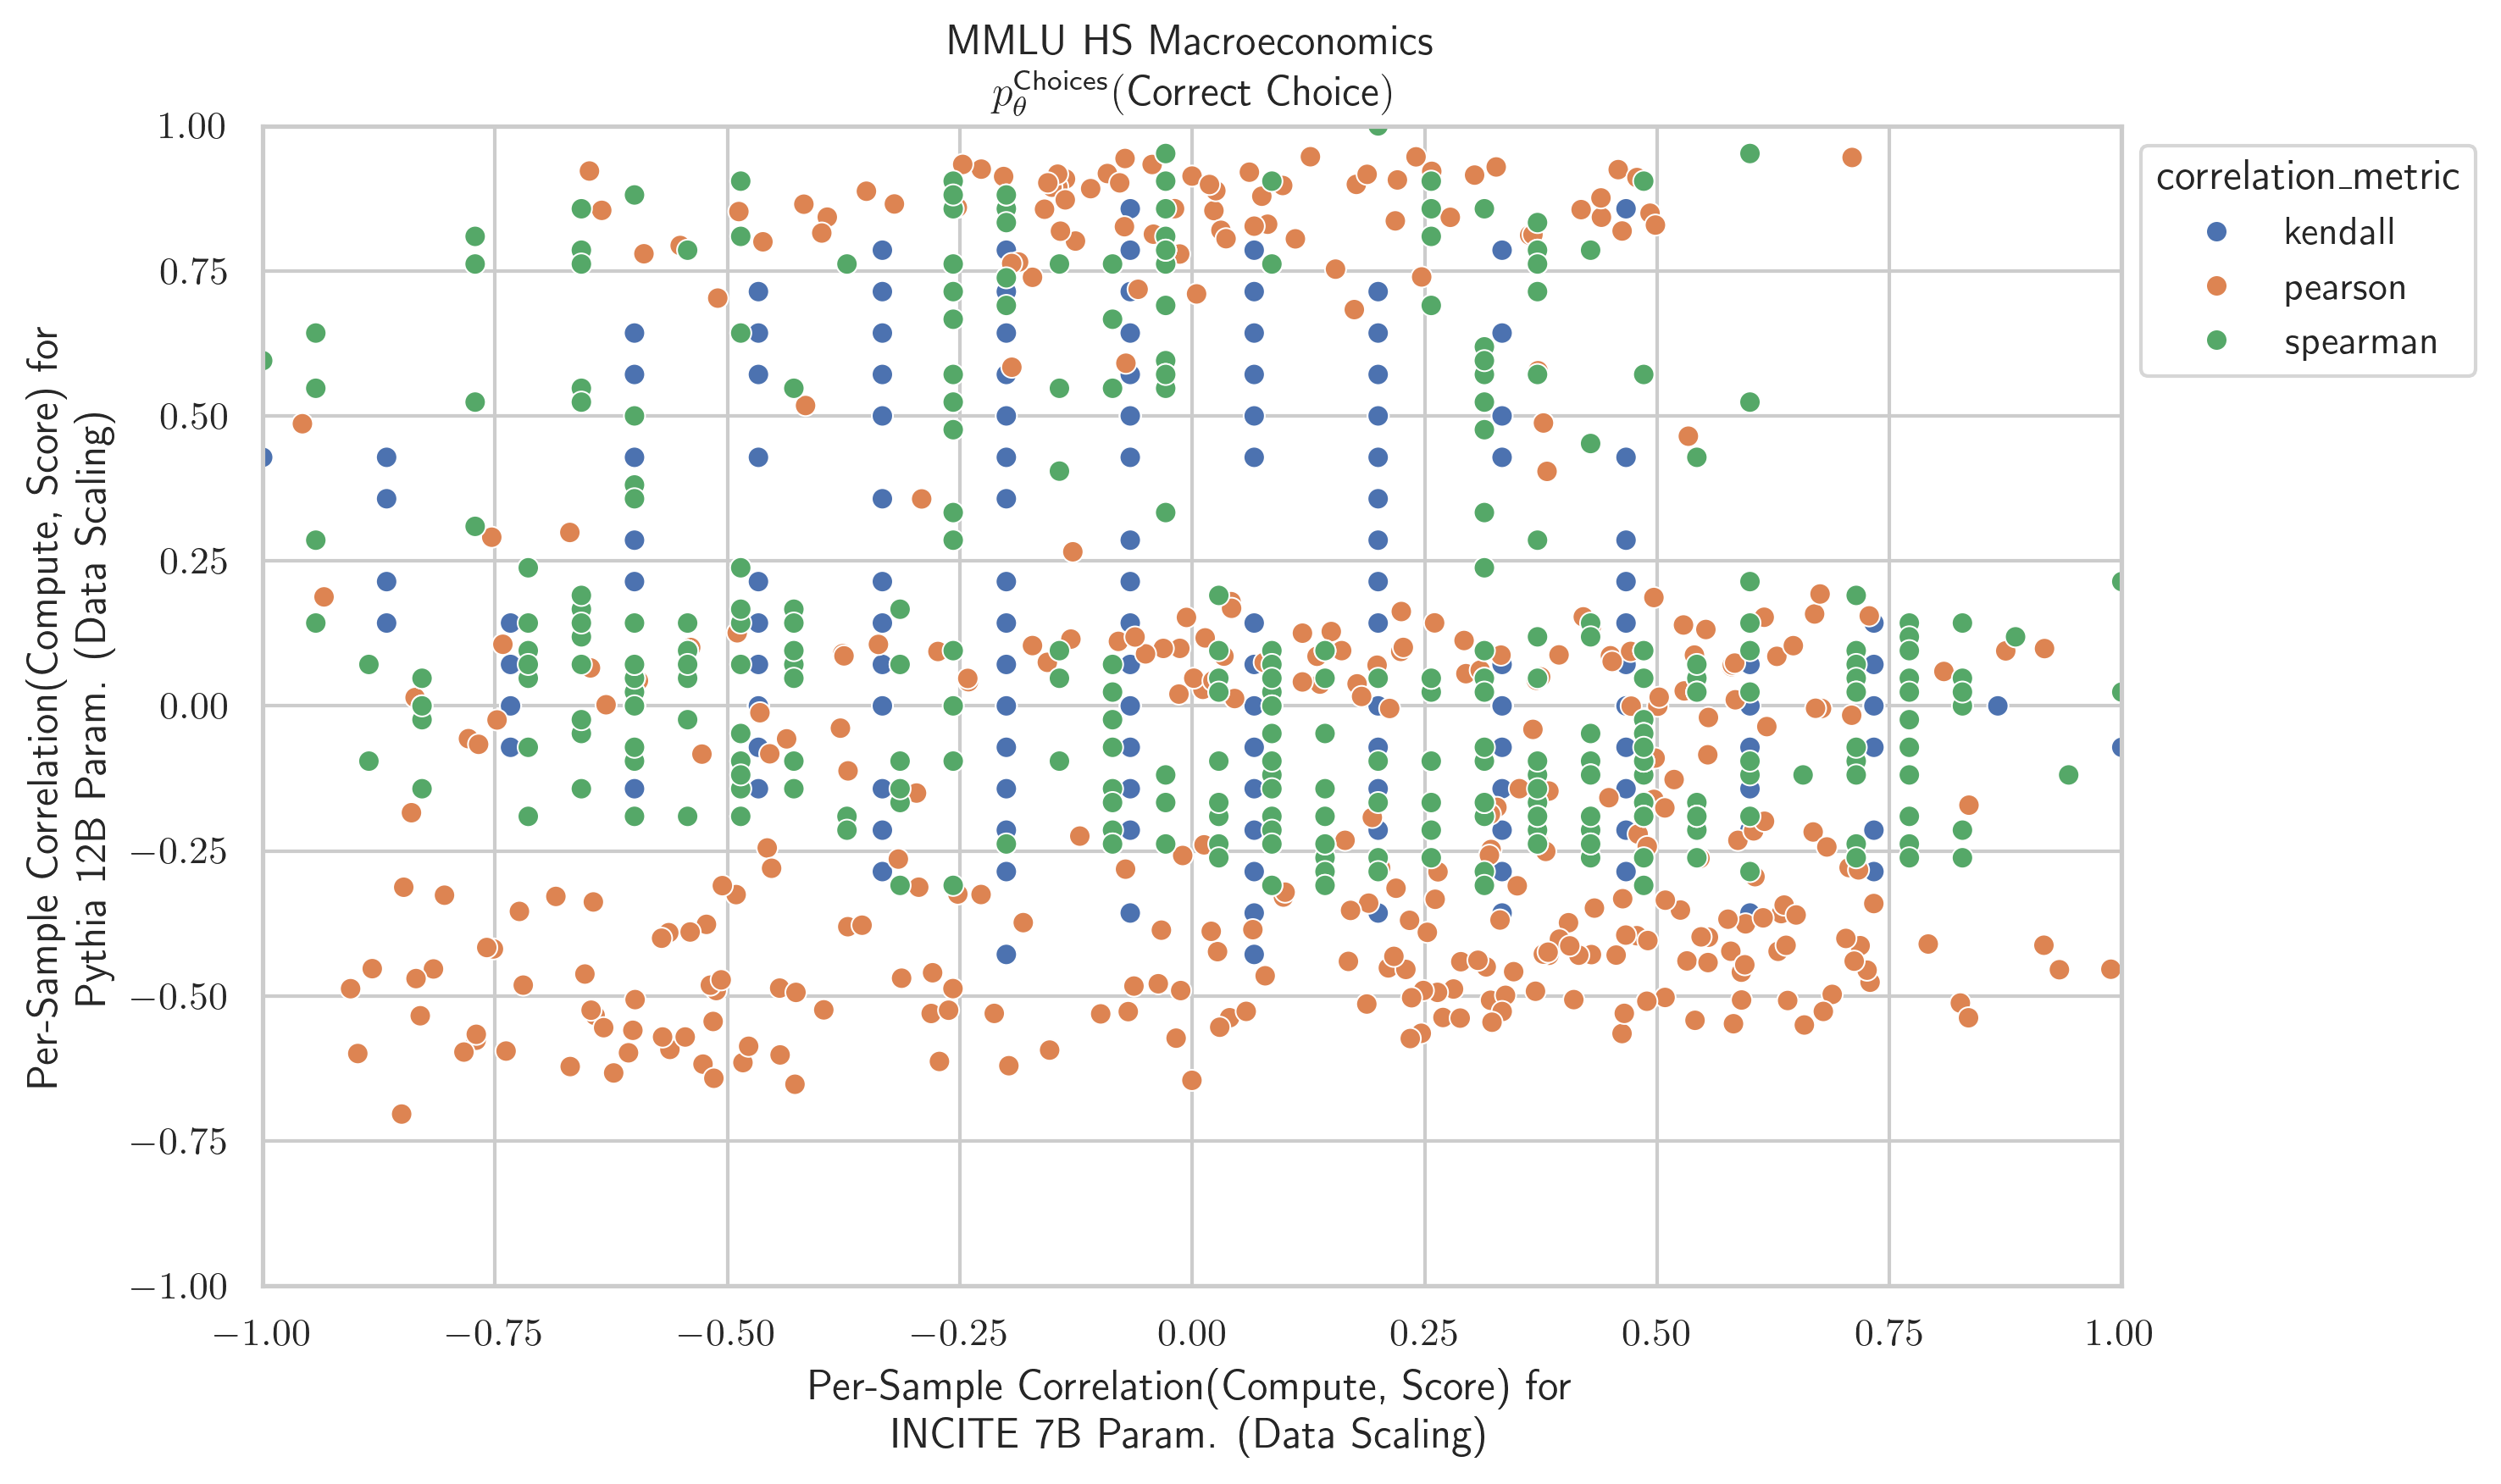 MMLU HS Macroeconomics
p_θ^Choices(Correct Choice)
Per-Sample Correlation(Compute, Score) for
Pythia 12B Param. (Data Scaling)
1.00
0.75
0.50
0.25
0.00
−0.25
−0.50
−0.75
−1.00
−1.00 −0.75 −0.50 −0.25 0.00 0.25 0.50 0.75 1.00
Per-Sample Correlation(Compute, Score) for
INCITE 7B Param. (Data Scaling)
correlation_metric
kendall
pearson
spearman